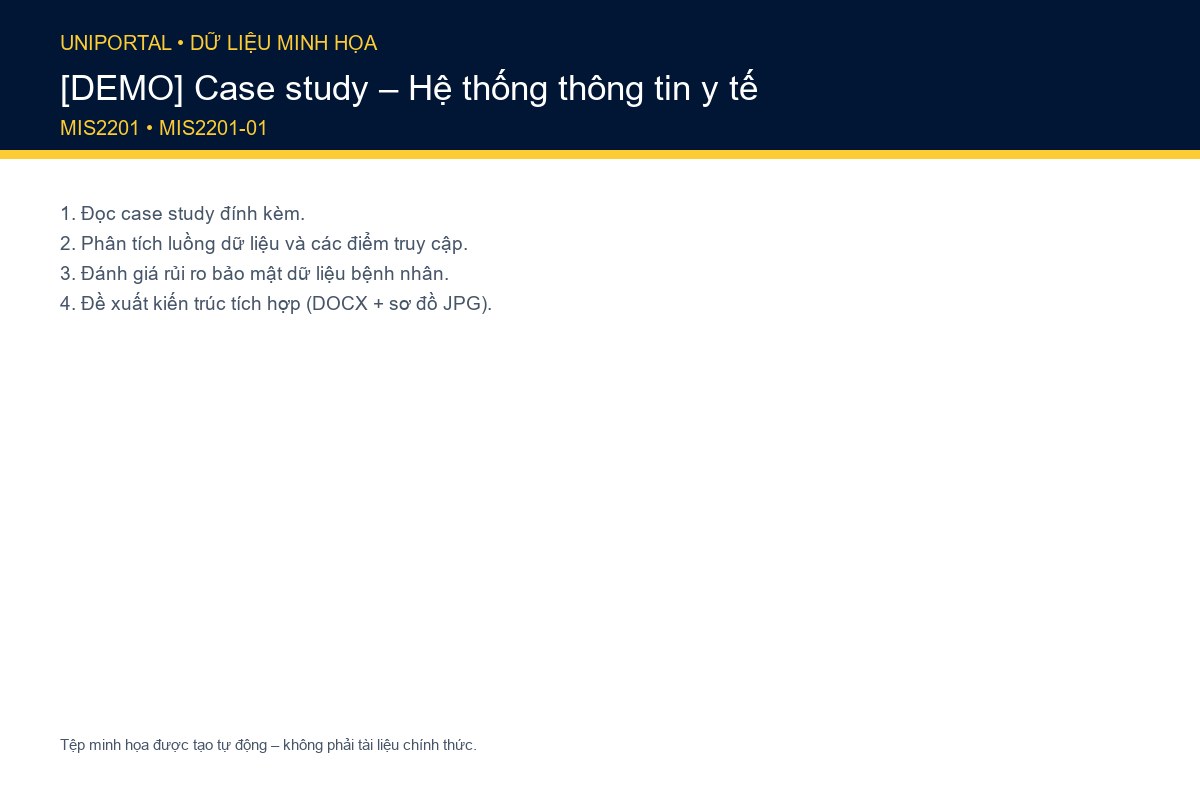 UNIPORTAL • DỮ LIỆU MINH HỌA
[DEMO] Case study – Hệ thống thông tin y tế
MIS2201 • MIS2201-01
1. Đọc case study đính kèm.
2. Phân tích luồng dữ liệu và các điểm truy cập.
3. Đánh giá rủi ro bảo mật dữ liệu bệnh nhân.
4. Đề xuất kiến trúc tích hợp (DOCX + sơ đồ JPG).
Tệp minh họa được tạo tự động – không phải tài liệu chính thức.